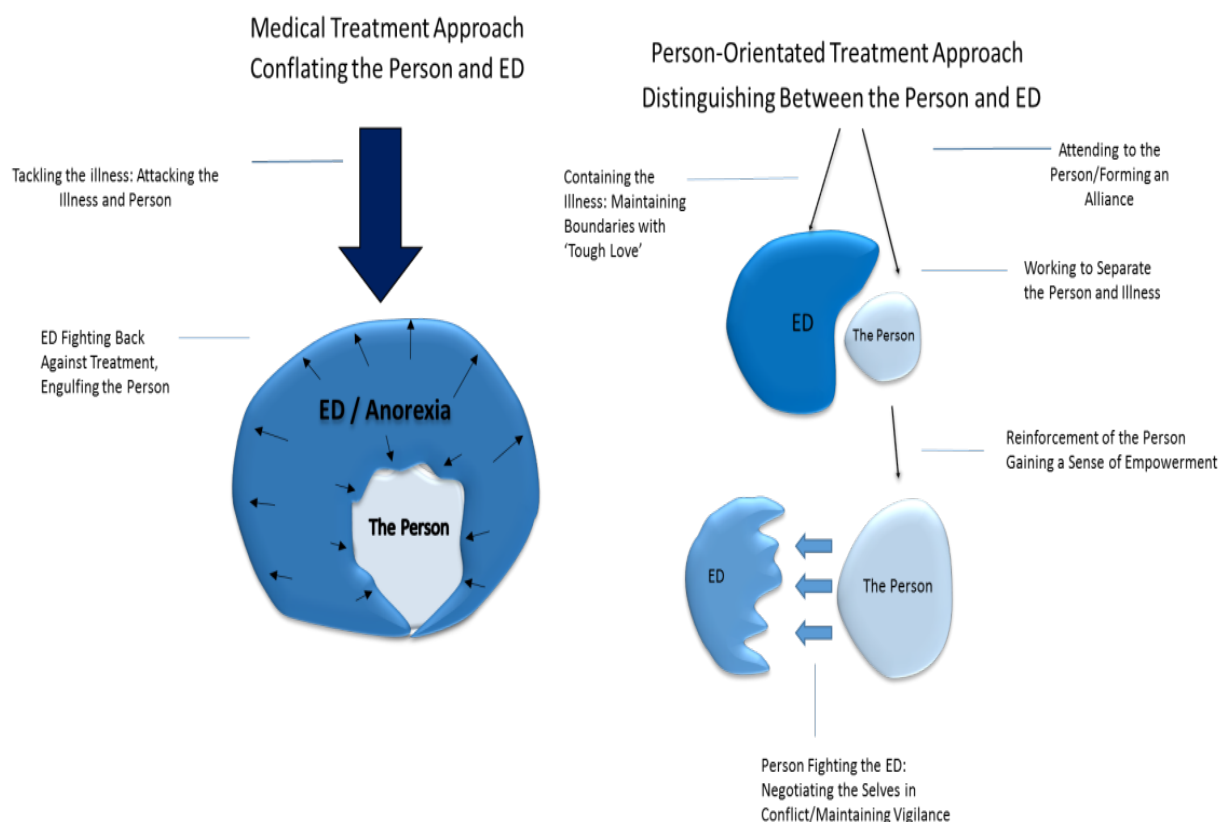 Medical Treatment Approach
Conflating the Person and ED
Tackling the illness: Attacking the
Illness and Person
ED Fighting Back
Against Treatment,
Engulfing the Person
ED / Anorexia
The Person
Person-Orientated Treatment Approach
Distinguishing Between the Person and ED
Containing the
Illness: Maintaining
Boundaries with
‘Tough Love’
Attending to the
Person/Forming an
Alliance
ED
The Person
Working to Separate
the Person and Illness
Reinforcement of the Person
Gaining a Sense of Empowerment
ED
The Person
Person Fighting the ED:
Negotiating the Selves in
Conflict/Maintaining Vigilance